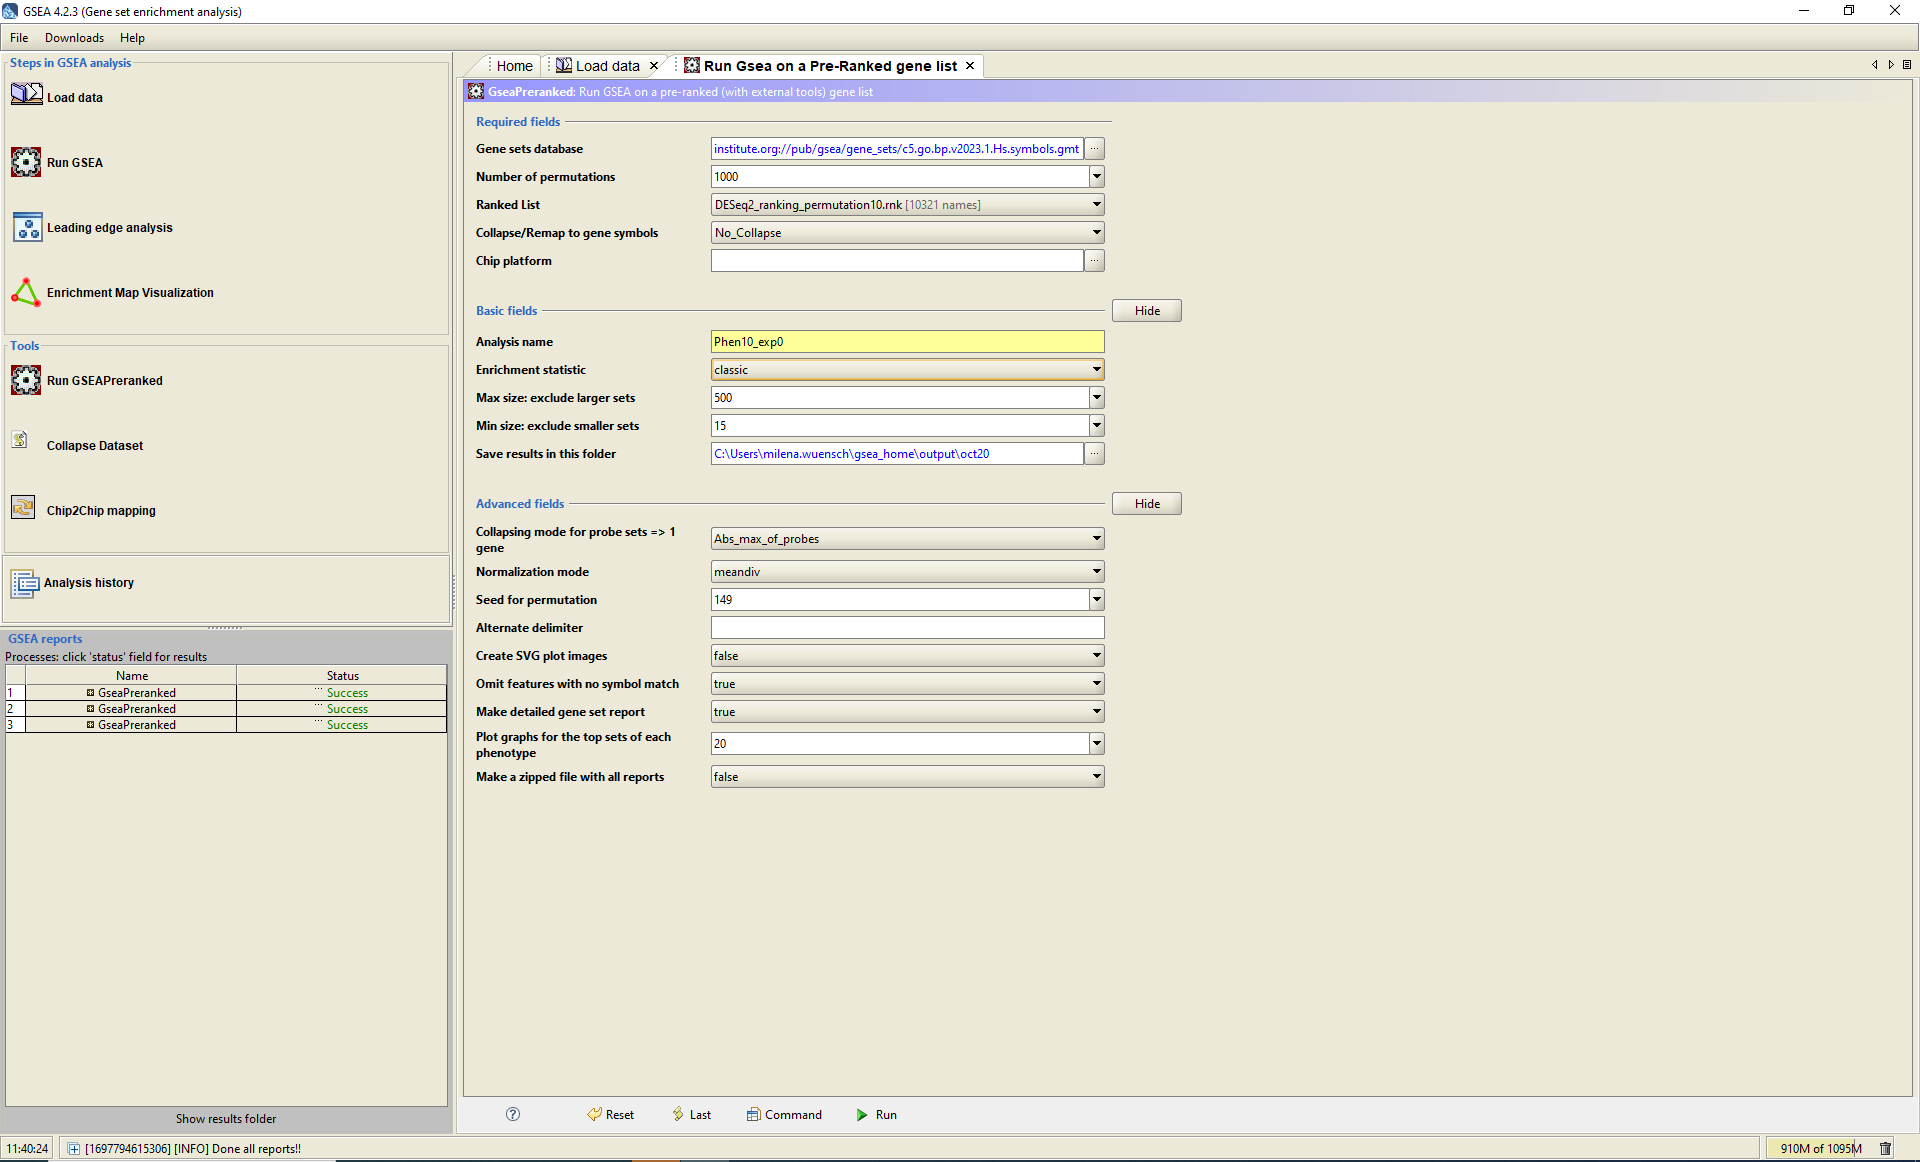 GSEA 4.2.3 (Gene set enrichment analysis)
File Downloads Help
Steps in GSEA analysis
Load data
Run GSEA
Leading edge analysis
Enrichment Map Visualization
Tools
Run GSEAPreranked
Collapse Dataset
Chip2Chip mapping
Analysis history
GSEA reports
Processes: click 'status' field for results
Name Status
1 GseaPreranked ... Success
2 GseaPreranked ... Success
3 GseaPreranked ... Success
Show results folder
Home Load data Run Gsea on a Pre-Ranked gene list
GseaPreranked: Run GSEA on a pre-ranked (with external tools) gene list
Required fields
Gene sets database institute.org://pub/gsea/gene_sets/c5.go.bp.v2023.1.Hs.symbols.gmt ...
Number of permutations 1000
Ranked List DESeq2_ranking_permutation10.rnk [10321 names]
Collapse/Remap to gene symbols No_Collapse
Chip platform ...
Basic fields Hide
Analysis name Phen10_exp0
Enrichment statistic classic
Max size: exclude larger sets 500
Min size: exclude smaller sets 15
Save results in this folder C:\Users\milena.wuensch\gsea_home\output\oct20 ...
Advanced fields Hide
Collapsing mode for probe sets => 1
gene Abs_max_of_probes
Normalization mode meandiv
Seed for permutation 149
Alternate delimiter
Create SVG plot images false
Omit features with no symbol match true
Make detailed gene set report true
Plot graphs for the top sets of each
phenotype 20
Make a zipped file with all reports false
? Reset Last Command Run
11:40:24 [1697794615306] [INFO] Done all reports!! 910M of 1095M